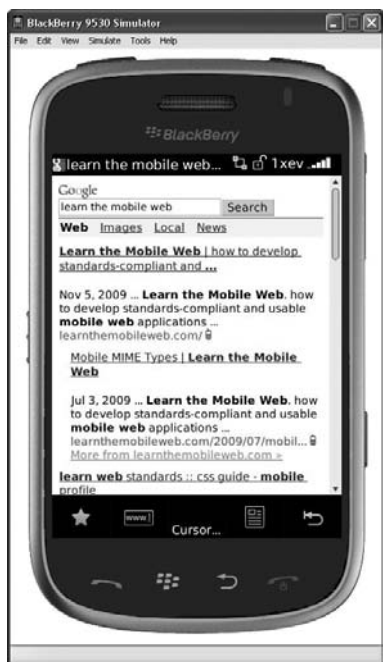 BlackBerry 9530 Simulator
File Edit View Simulate Tools Help
BlackBerry
learn the mobile web... 1xev
Google
learn the mobile web Search
Web Images Local News
Learn the Mobile Web | how to develop
standards-compliant and ...
Nov 5, 2009 ... Learn the Mobile Web. how
to develop standards-compliant and usable
mobile web applications ...
learnthemobileweb.com/
Mobile MIME Types | Learn the Mobile
Web
Jul 3, 2009 ... Learn the Mobile Web. how
to develop standards-compliant and usable
mobile web applications ...
learnthemobileweb.com/2009/07/mobil...
More from learnthemobileweb.com »
learn web standards :: css guide - mobile
profile
www.
Cursor...